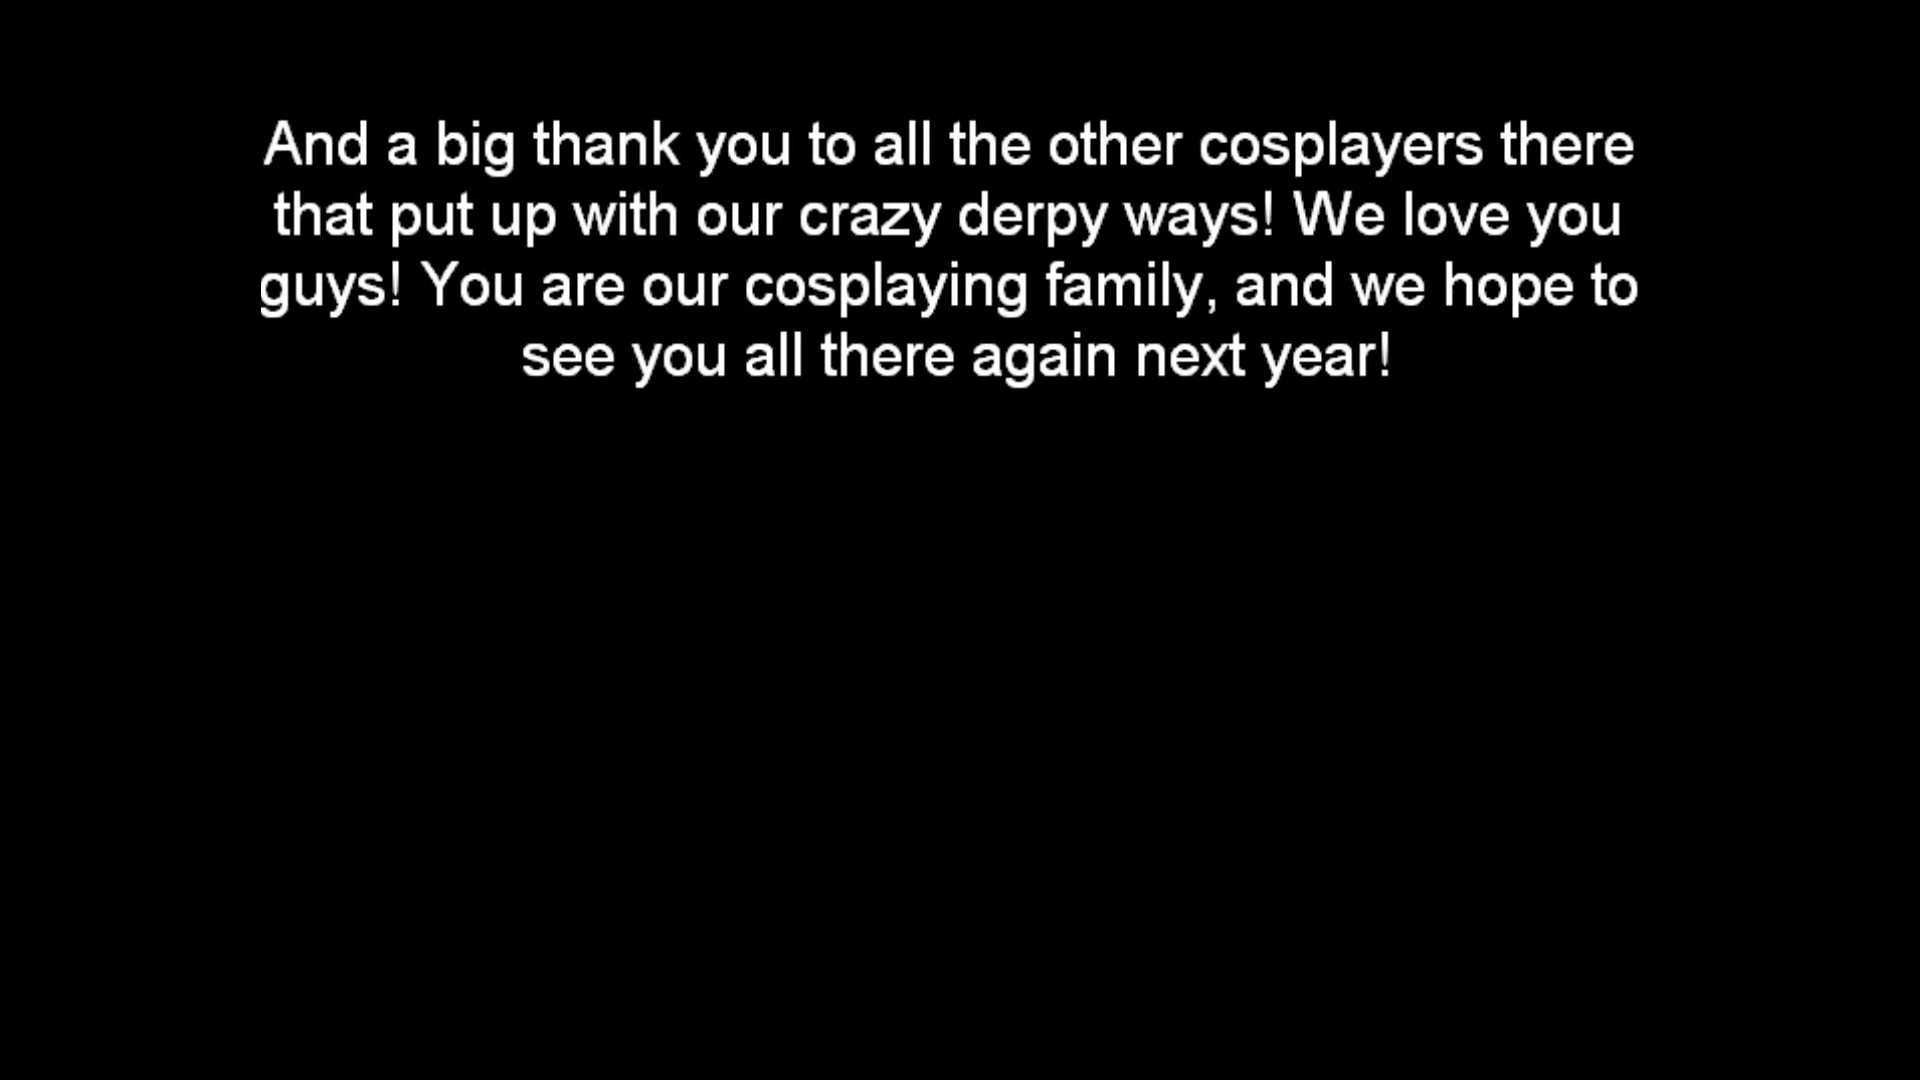 And a big thank you to all the other cosplayers there
that put up with our crazy derpy ways! We love you
guys! You are our cosplaying family, and we hope to
see you all there again next year!